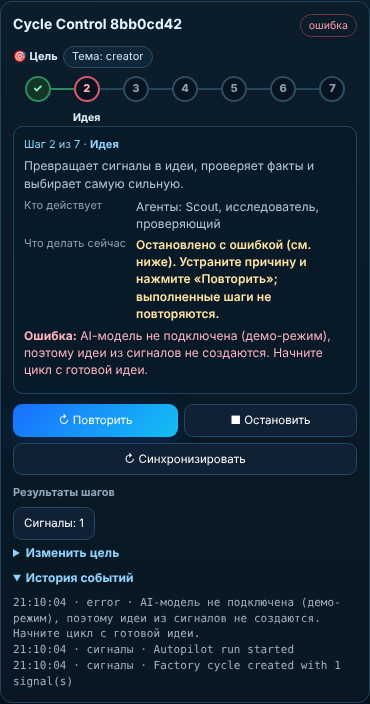 Cycle Control 8bb0cd42
ошибка
🎯 Цель
Тема: creator
✓ 2 3 4 5 6 7
Идея
Шаг 2 из 7 · Идея
Превращает сигналы в идеи, проверяет факты и
выбирает самую сильную.
Кто действует
Агенты: Scout, исследователь,
проверяющий
Что делать сейчас
Остановлено с ошибкой (см.
ниже). Устраните причину и
нажмите «Повторить»;
выполненные шаги не
повторяются.
Ошибка: AI-модель не подключена (демо-режим),
поэтому идеи из сигналов не создаются. Начните
цикл с готовой идеи.
↻ Повторить
■ Остановить
↻ Синхронизировать
Результаты шагов
Сигналы: 1
▶ Изменить цель
▼ История событий
21:10:04 · error · AI-модель не подключена (демо-
режим), поэтому идеи из сигналов не создаются.
Начните цикл с готовой идеи.
21:10:04 · сигналы · Autopilot run started
21:10:04 · сигналы · Factory cycle created with 1
signal(s)